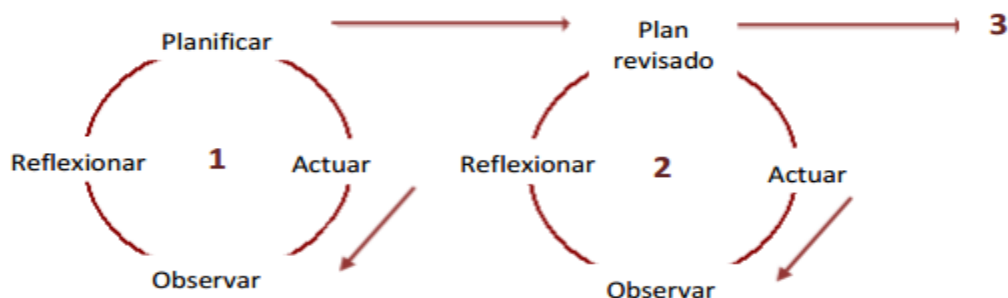 Planificar
Plan
revisado
3
Reflexionar
1
Actuar
Reflexionar
2
Actuar
Observar
Observar